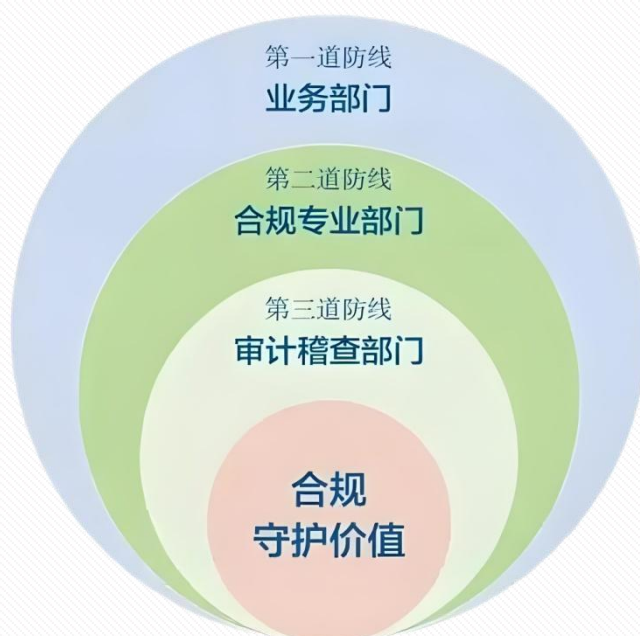 第一道防线
业务部门
第二道防线
合规专业部门
第三道防线
审计稽查部门
合规
守护价值